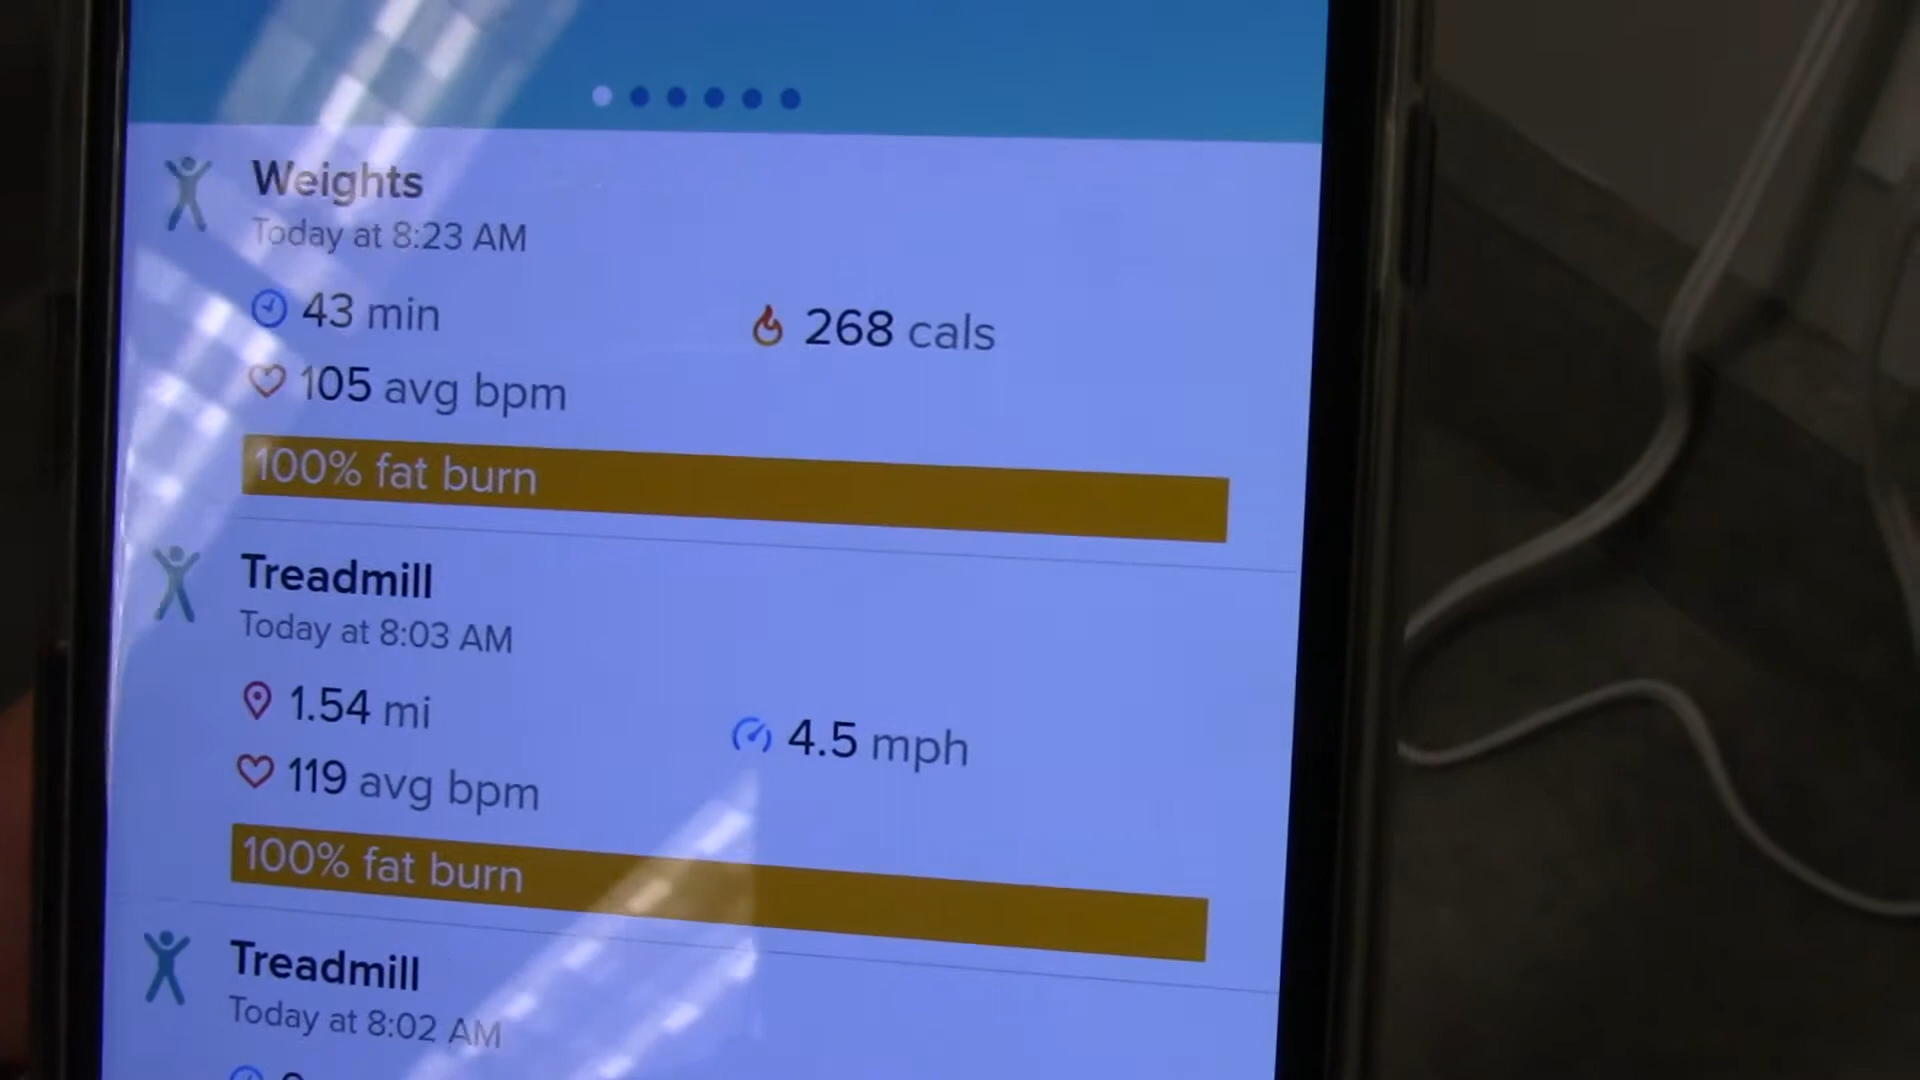 Weights
Today at 8:23 AM
43 min
268 cals
105 avg bpm
100% fat burn
Treadmill
Today at 8:03 AM
1.54 mi
4.5 mph
119 avg bpm
100% fat burn
Treadmill
Today at 8:02 AM